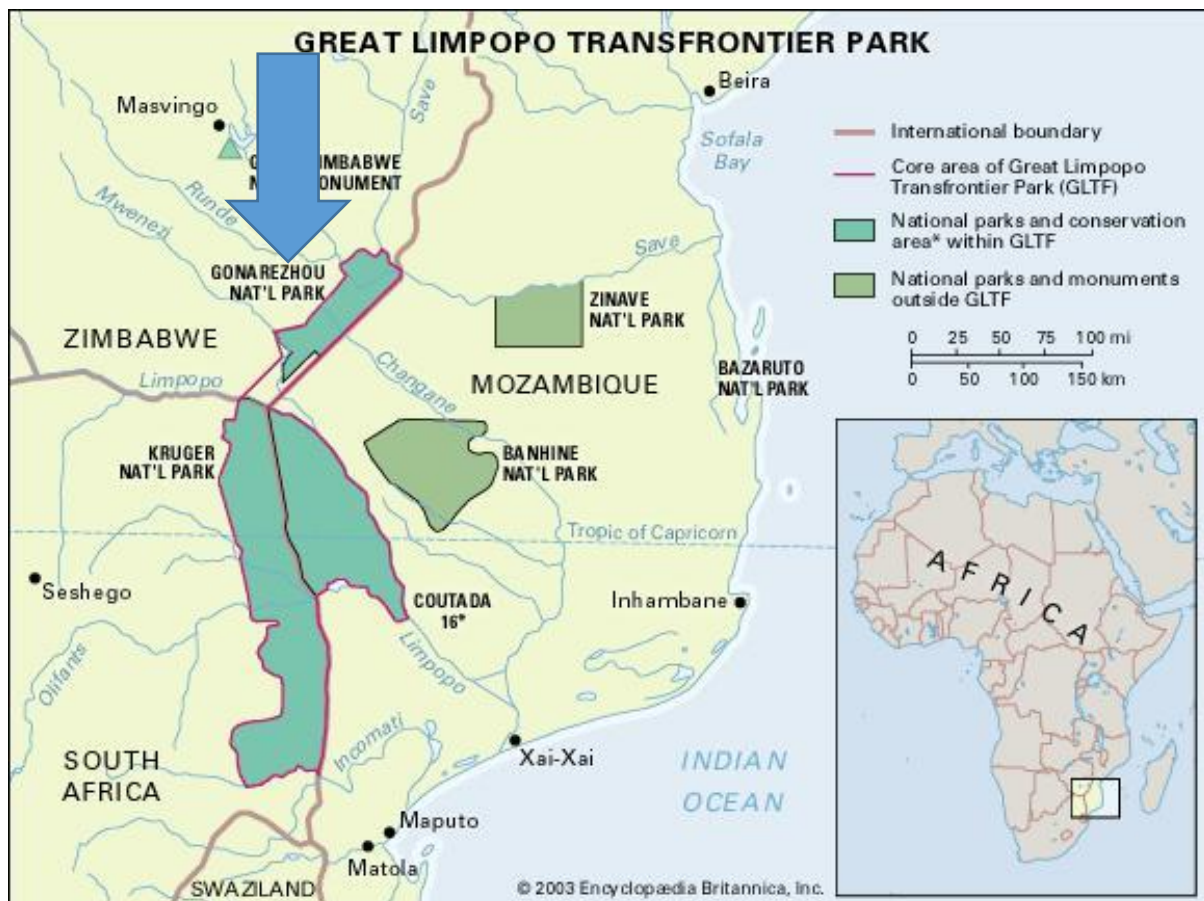 GREAT LIMPOPO TRANSFRONTIER PARK
Beira
Masvingo
Save
Sofala
Bay
ZIMBABWE
MONUMENT
Runde
Mwenezi
Save
GONAREZHOU
NAT'L PARK
ZINAVE
NAT'L PARK
ZIMBABWE
Changane
MOZAMBIQUE
BAZARUTO
NAT'L PARK
Limpopo
KRUGER
NAT'L PARK
BANHINE
NAT'L PARK
Tropic of Capricorn
Seshego
COUTADA
16*
Inhambane
Olifants
Limpopo
Incomati
Xai-Xai
SOUTH
AFRICA
INDIAN
OCEAN
Maputo
Matola
SWAZILAND
© 2003 Encyclopædia Britannica, Inc.
International boundary
Core area of Great Limpopo
Transfrontier Park (GLTF)
National parks and conservation
area* within GLTF
National parks and monuments
outside GLTF
0 25 50 75 100 mi
0 50 100 150 km
AFRICA